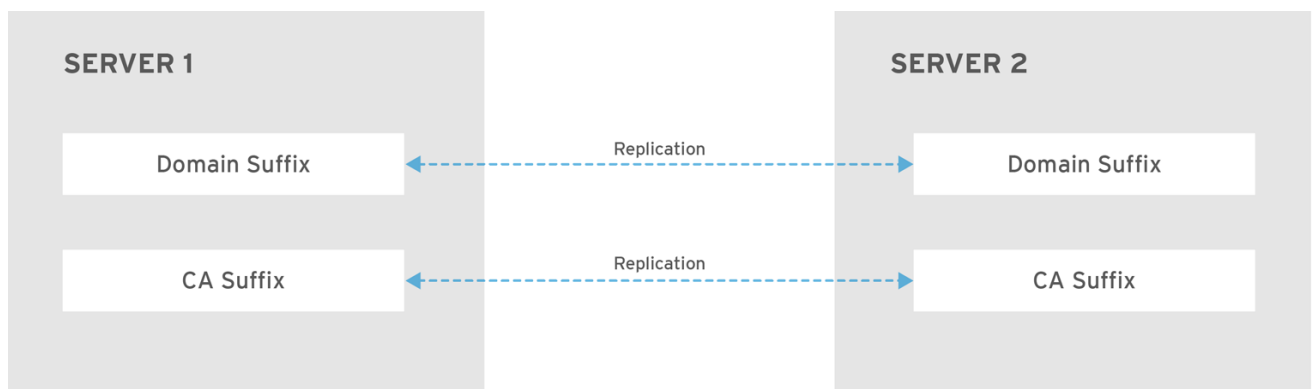 SERVER 1
SERVER 2
Domain Suffix
Replication
Domain Suffix
CA Suffix
Replication
CA Suffix